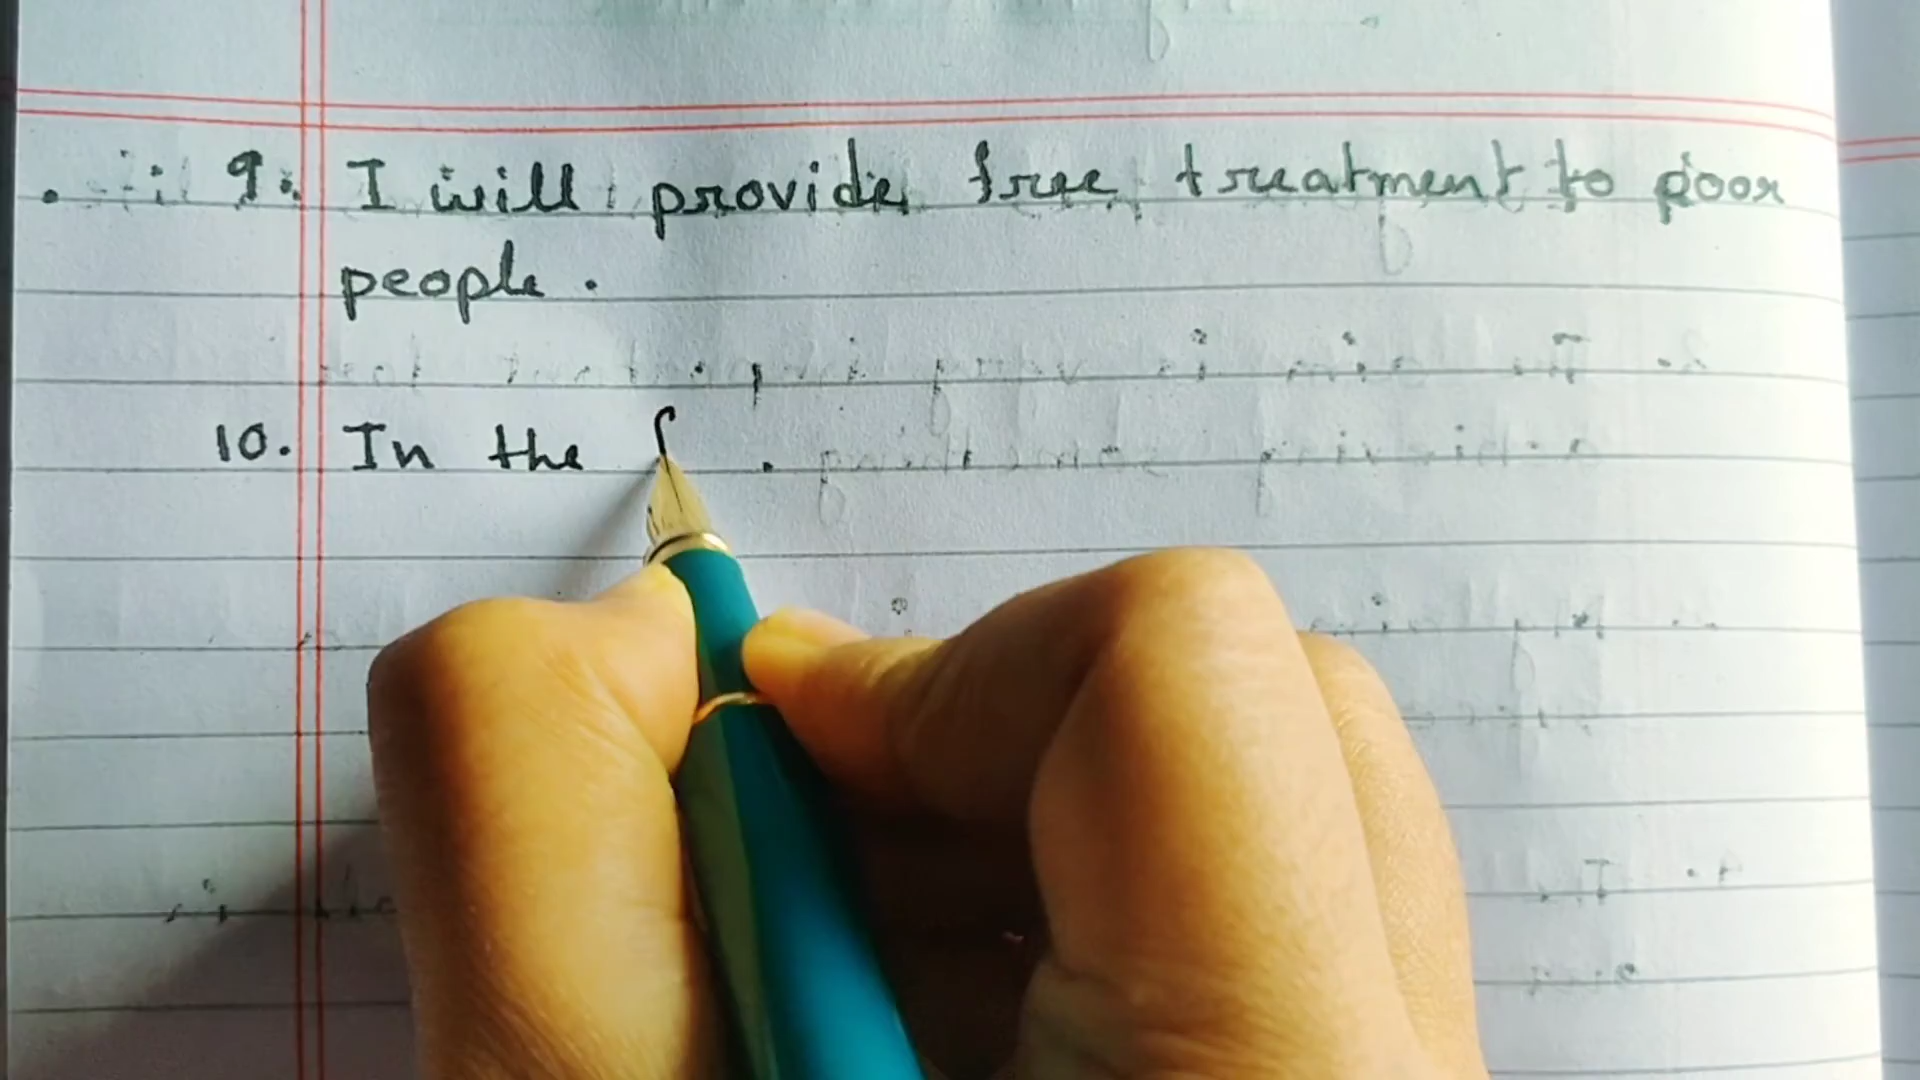 9. I will provide free treatment to poor
people.
10. In the f